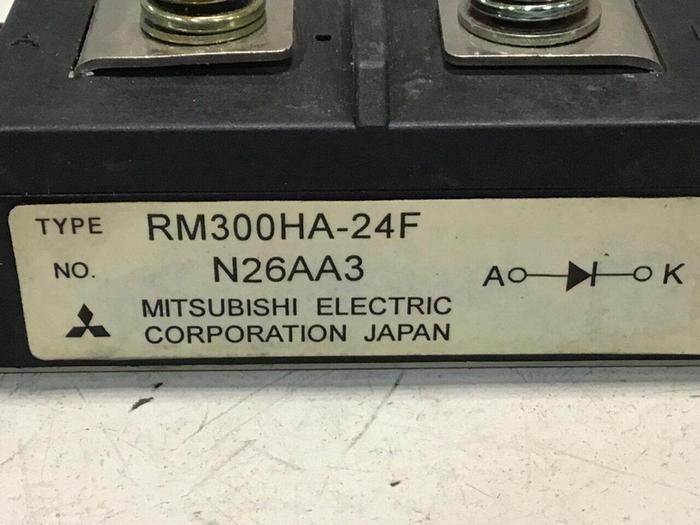 A
TYPE RM300HA-24F
NO. N26AA3
A K
MITSUBISHI ELECTRIC
CORPORATION JAPAN